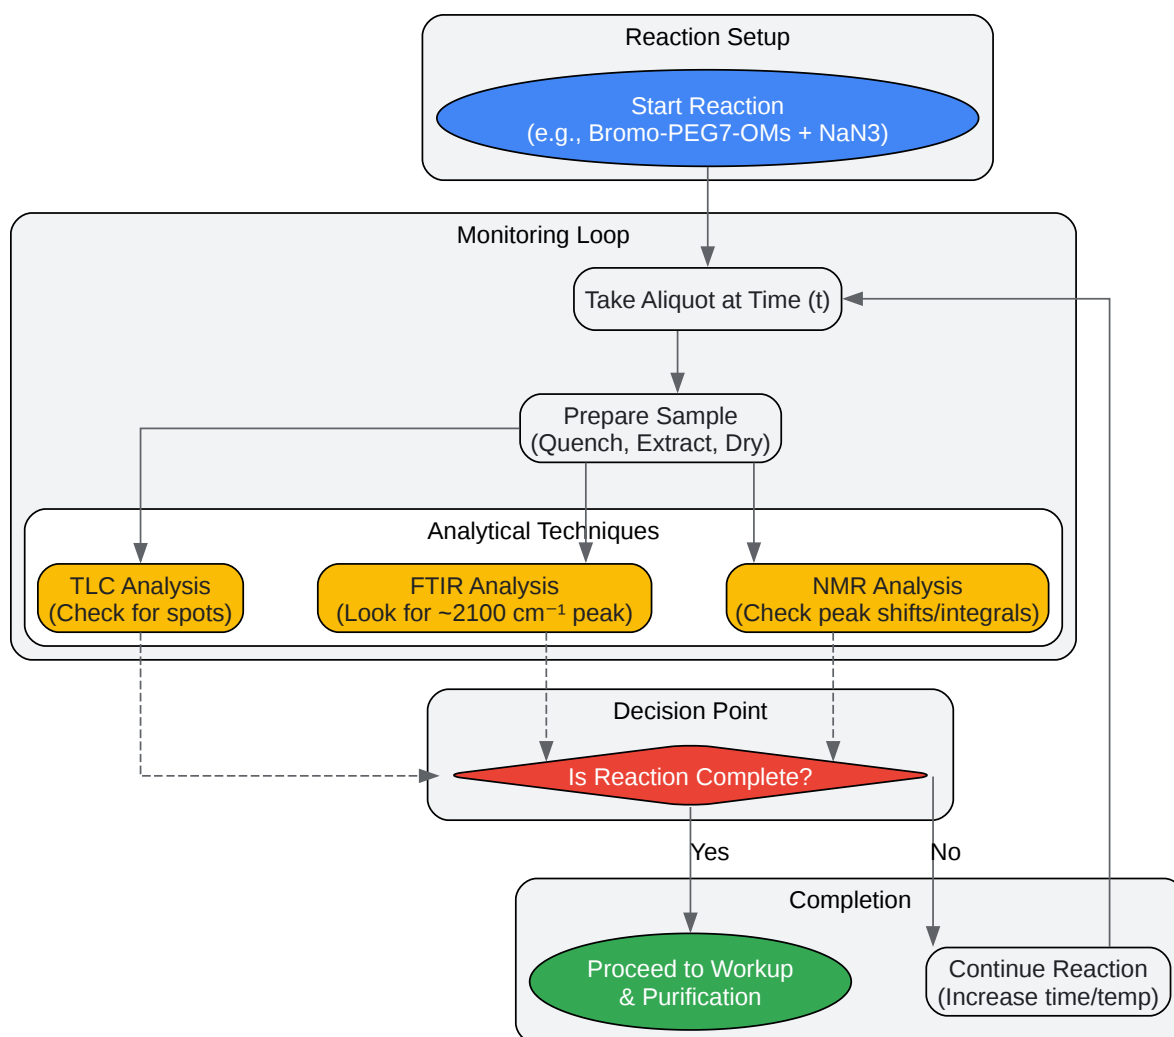 Reaction Setup
Start Reaction
(e.g., Bromo-PEG7-OMs + NaN3)
Monitoring Loop
Take Aliquot at Time (t)
Prepare Sample
(Quench, Extract, Dry)
Analytical Techniques
TLC Analysis
(Check for spots)
FTIR Analysis
(Look for ~2100 cm⁻¹ peak)
NMR Analysis
(Check peak shifts/integrals)
Decision Point
Is Reaction Complete?
Yes
No
Completion
Proceed to Workup
& Purification
Continue Reaction
(Increase time/temp)